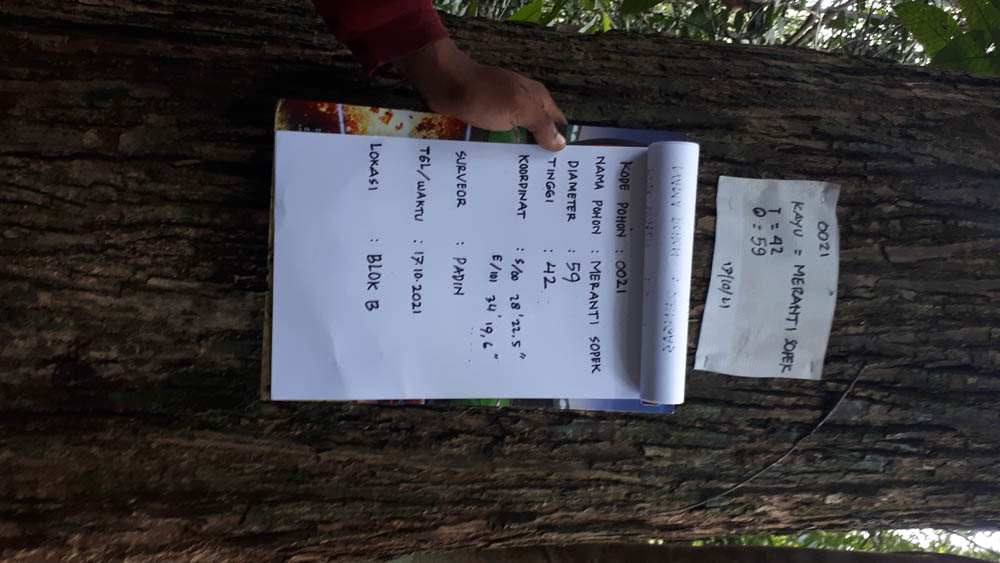 0021
KAYU = MERANTI SOPEK
T = 42
Q = 59
17/10/21
KODE POHON : 0021
NAMA POHON : MERANTI SOPEK
DIAMETER : 59
TINGGI : 42
KOORDINAT : S/00 28'22.5"
E/101 34'19,6"
SURVEOR : PADIN
TGL/WAKTU : 17.10.2021
LOKASI : BLOK B